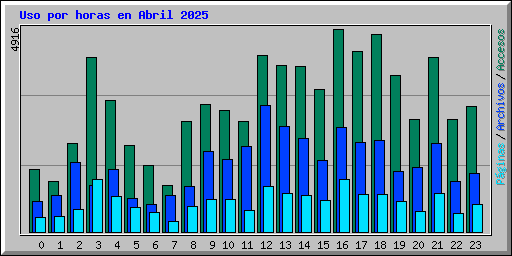 Uso por horas en Abril 2025
4916
Páginas / Archivos / Accesos
0 1 2 3 4 5 6 7 8 9 10 11 12 13 14 15 16 17 18 19 20 21 22 23